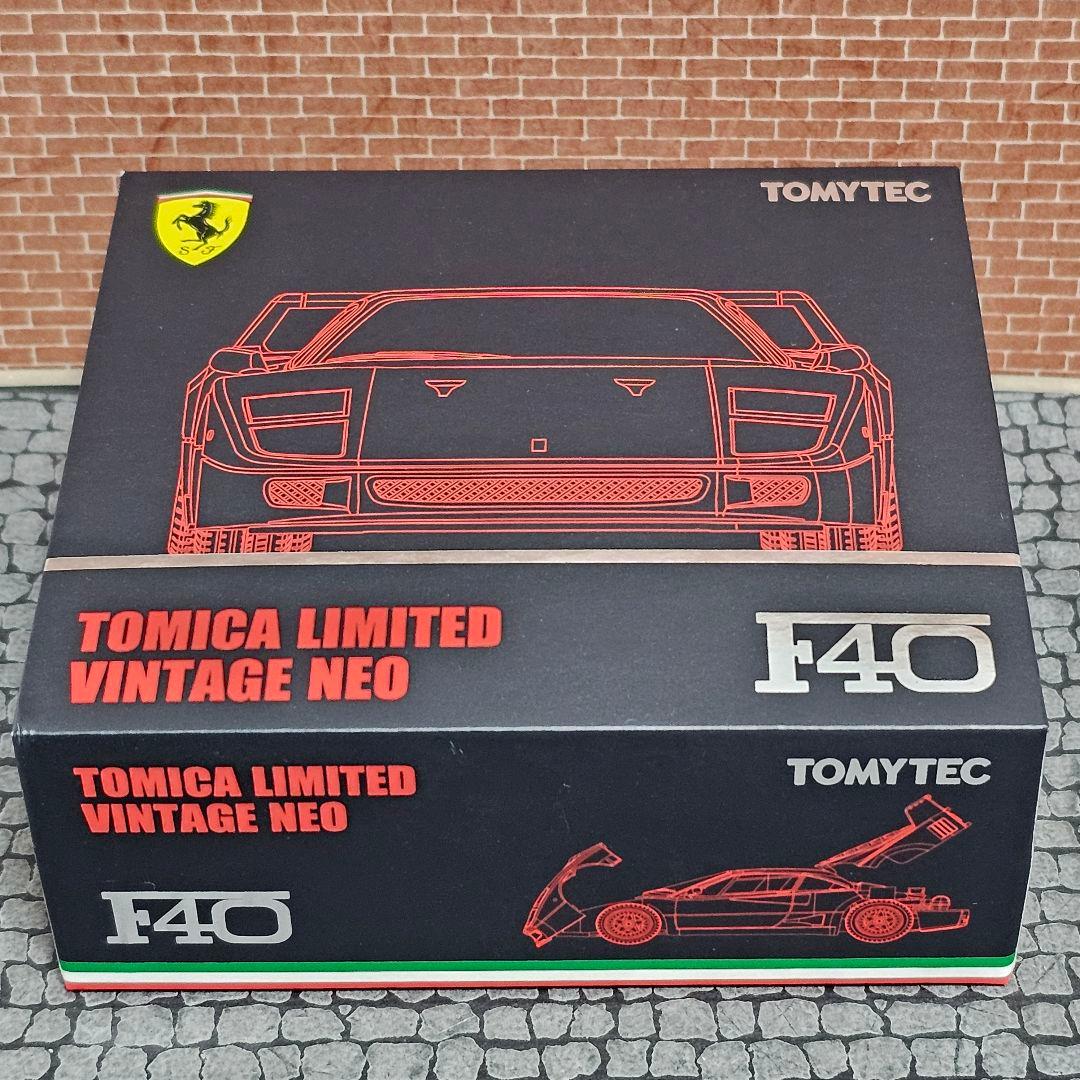 S F
TOMYTEC
TOMICA LIMITED
VINTAGE NEO
F40
TOMICA LIMITED
VINTAGE NEO
TOMYTEC
F40